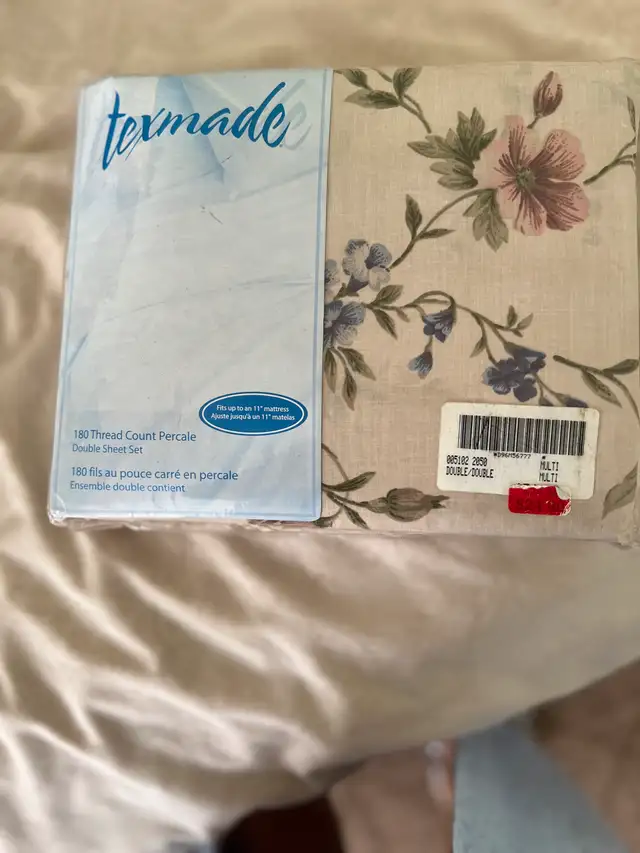 texmade
Fits up to an 11" mattress
Ajuste jusqu'à un 11" matelas
180 Thread Count Percale
Double Sheet Set
180 fils au pouce carré en percale
Ensemble double contient
*D96M56777 *
005102 2050 MULTI
DOUBLE/DOUBLE MULTI